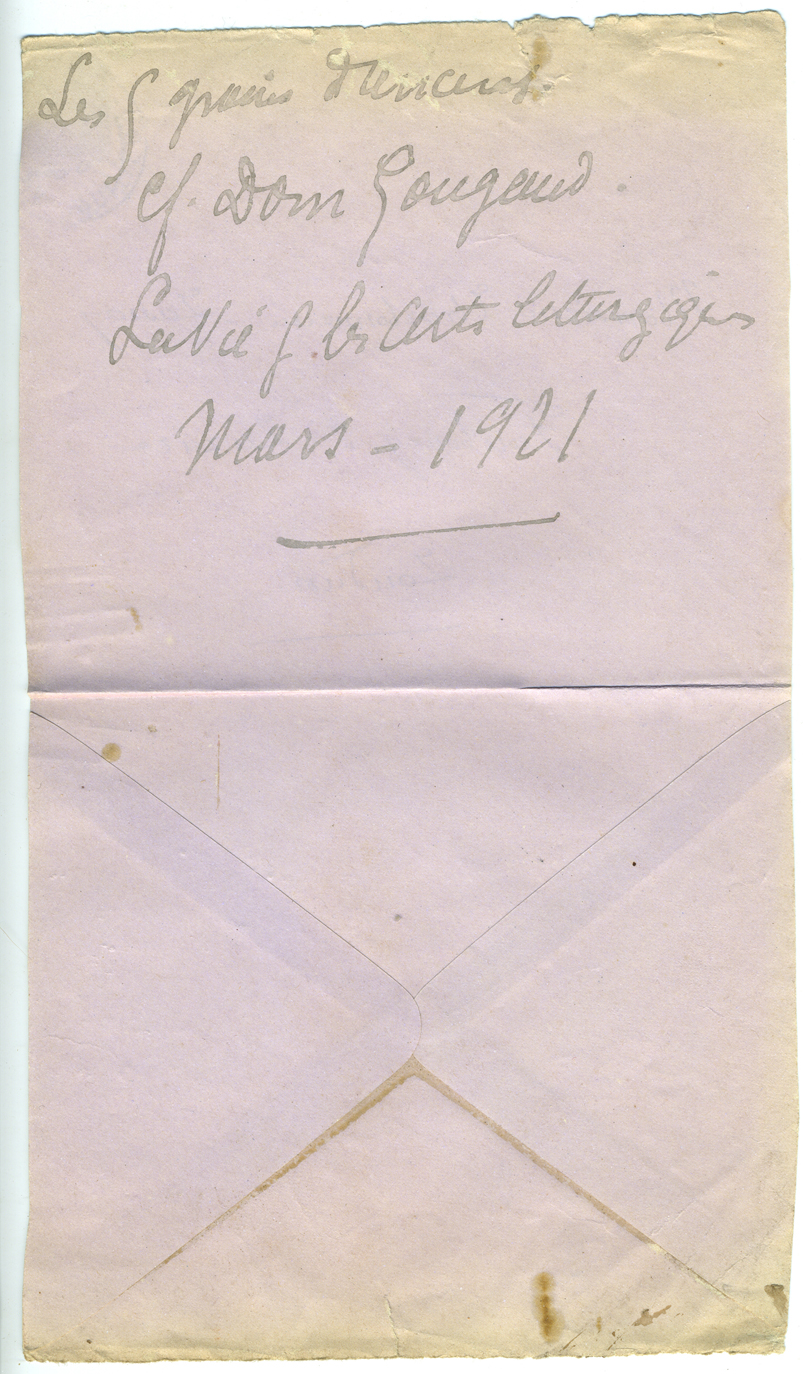 Les 5 grains d'encens.
cf. Dom Gougaud.
La Vie & les Arts liturgiques
Mars - 1921